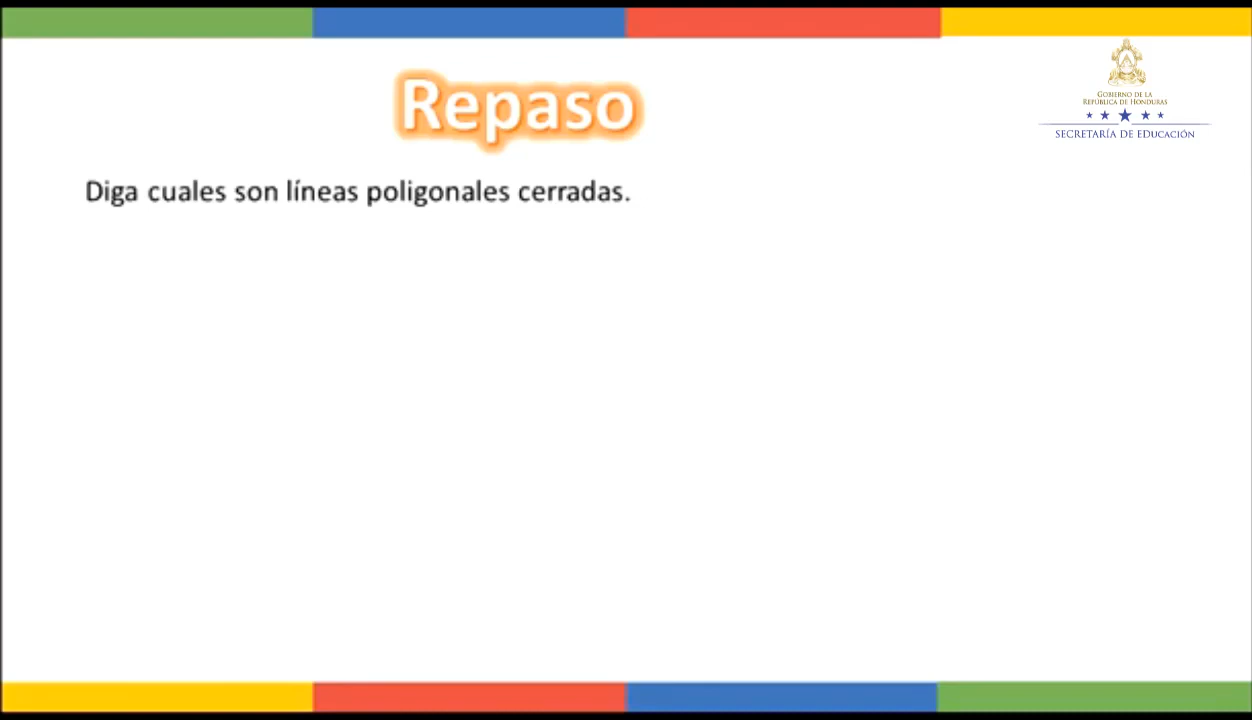 Repaso
GOBIERNO DE LA
REPÚBLICA DE HONDURAS
SECRETARÍA DE EDUCACIÓN
Diga cuales son líneas poligonales cerradas.